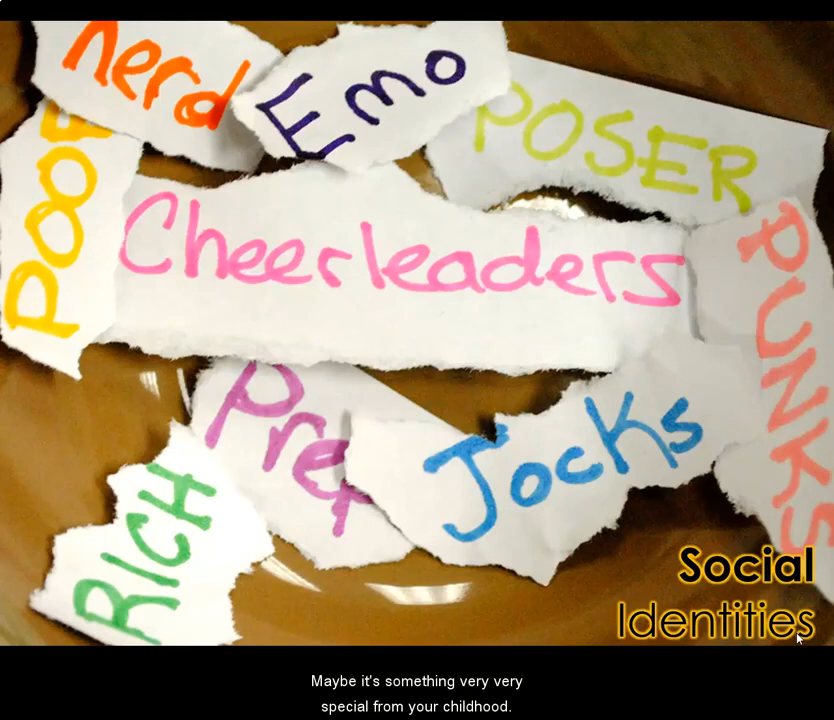 nerd
Emo
POSER
POOR
Cheerleaders
PUNKS
Prep
Jocks
RICH
Social
Identities
Maybe it's something very very
special from your childhood.